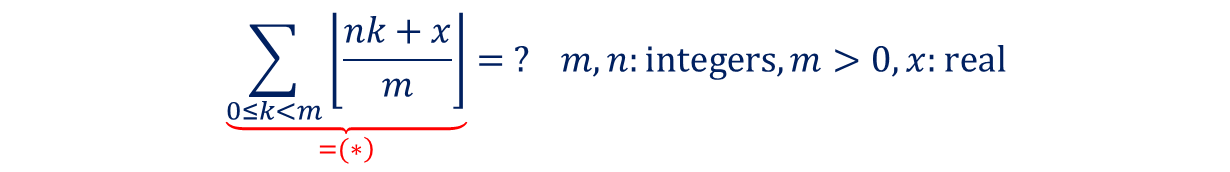 ∑_{0≤k<m} ⌊(nk + x)/m⌋ = ? m, n: integers, m > 0, x: real
=(∗)